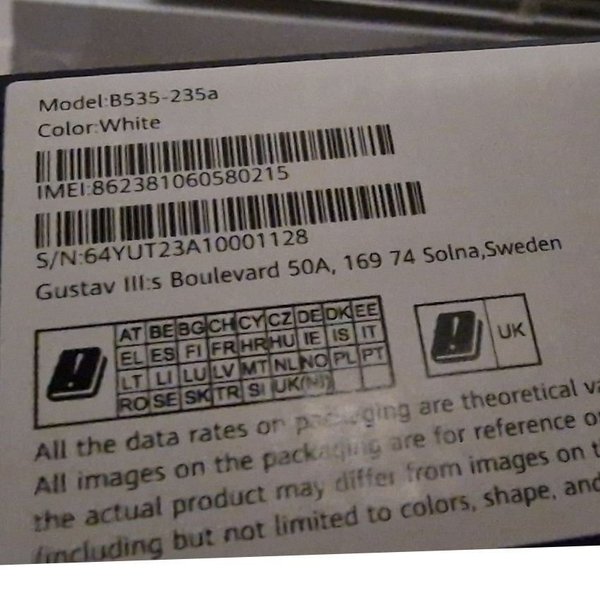 Model:B535-235a
Color:White
IMEI:862381060580215
S/N:64YUT23A10001128
Gustav III:s Boulevard 50A, 169 74 Solna,Sweden
AT BE BG CH CY CZ DE DK EE
EL ES FI FR HR HU IE IS IT
LT LI LU LV MT NL NO PL PT
RO SE SK TR SI UK(NI)
UK
All the data rates on packaging are theoretical
All images on the packaging are for reference
the actual product may differ from images on
(including but not limited to colors, shape, and